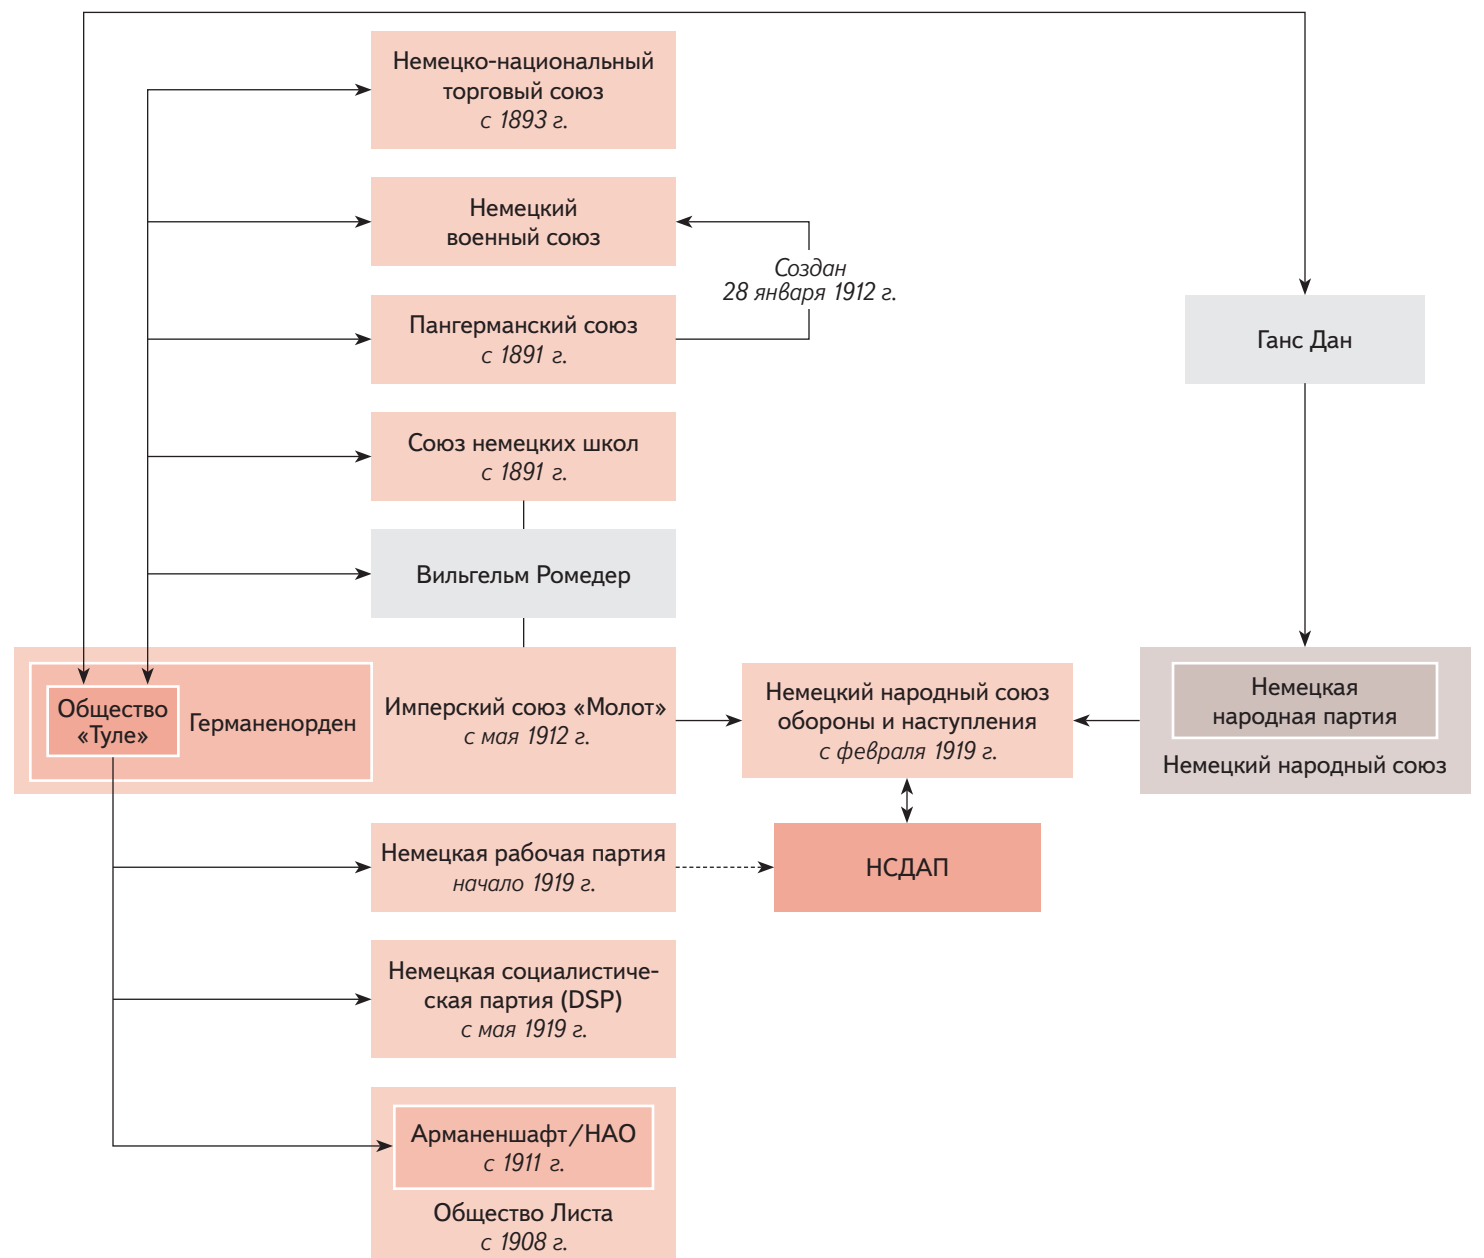 Немецко-национальный
торговый союз
с 1893 г.
Немецкий
военный союз
Создан
28 января 1912 г.
Пангерманский союз
с 1891 г.
Ганс Дан
Союз немецких школ
с 1891 г.
Вильгельм Ромедер
Общество
«Туле»
Германенорден
Имперский союз «Молот»
с мая 1912 г.
Немецкий народный союз
обороны и наступления
с февраля 1919 г.
Немецкая
народная партия
Немецкий народный союз
Немецкая рабочая партия
начало 1919 г.
НСДАП
Немецкая социалистиче-
ская партия (DSP)
с мая 1919 г.
Арманеншафт/НАО
с 1911 г.
Общество Листа
с 1908 г.